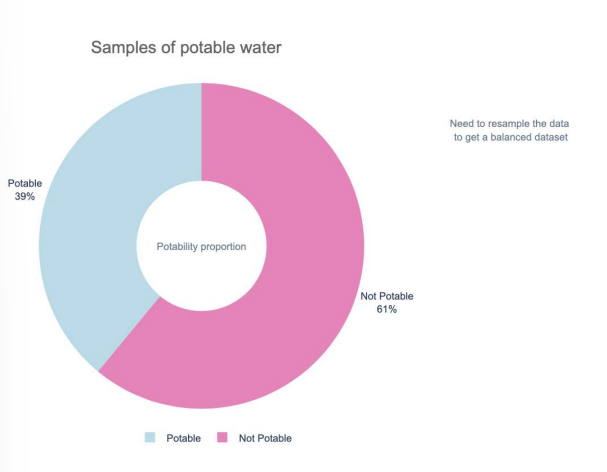 Samples of potable water
Need to resample the data
to get a balanced dataset
Potable
39%
Potability proportion
Not Potable
61%
Potable
Not Potable